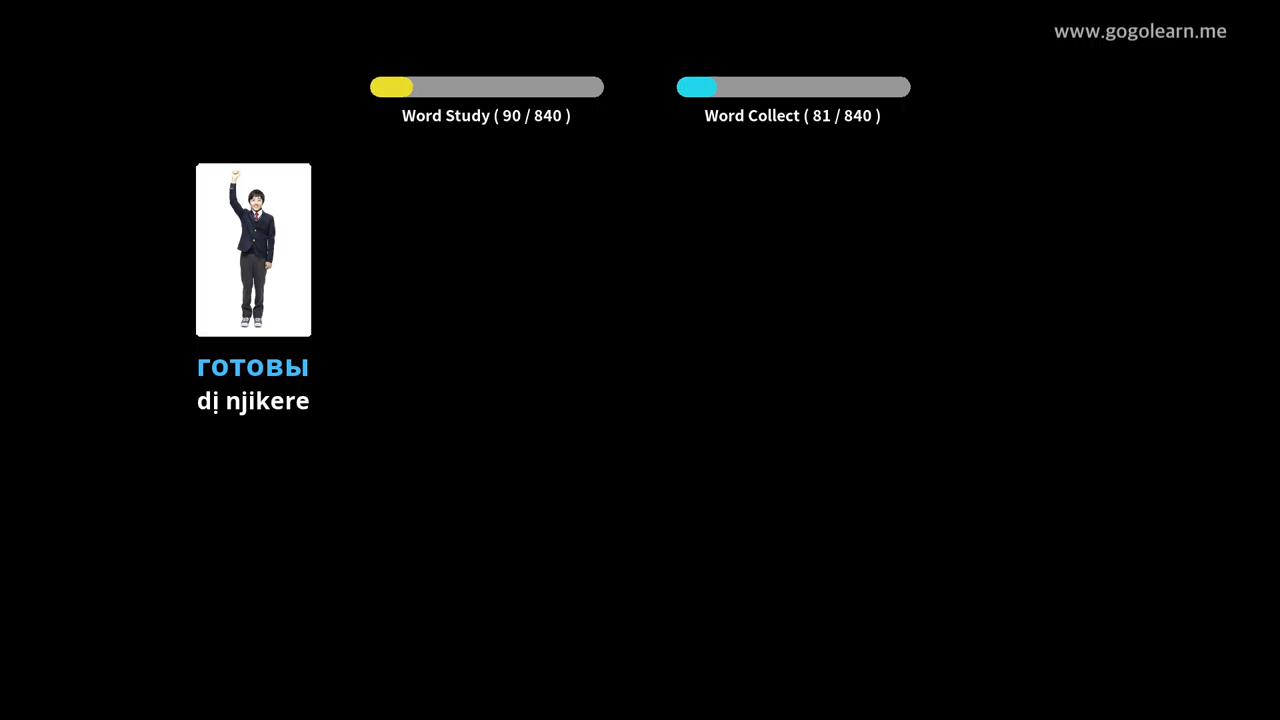 www.gogolearn.me
Word Study ( 90 / 840 )
Word Collect ( 81 / 840 )
готовы
dị njikere